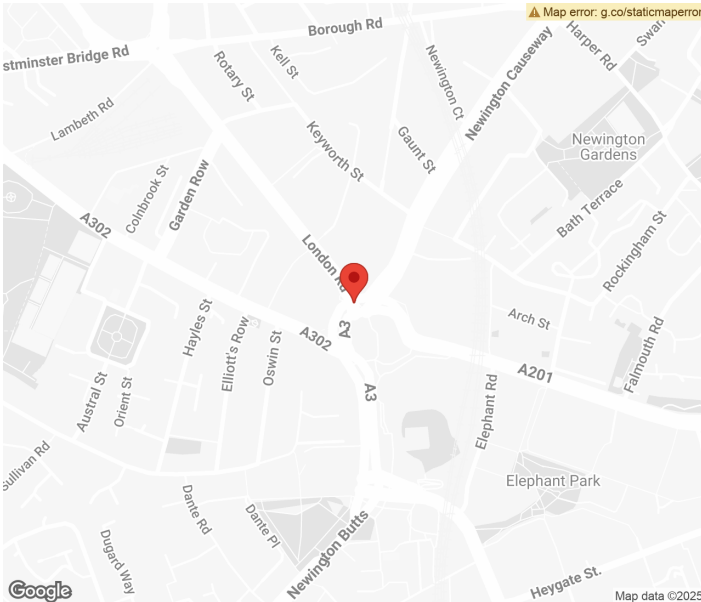 Map error: g.co/staticmaperror
Borough Rd
stminster Bridge Rd
Kell St
Rotary St
Newington Ct
Newington Causeway
Harper Rd
Swan
Lambeth Rd
Keyworth St
Gaunt St
Newington
Gardens
Colnbrook St
Garden Row
Bath Terrace
Rockingham St
A302
London Rd
Hayles St
A3
A302
Arch St
Falmouth Rd
Elliott's Row
Oswin St
A201
A3
Austral St
Orient St
Elephant Rd
Sullivan Rd
Elephant Park
Dante Rd
Dante Pl
Newington Butts
Dugard Way
Heygate St.
Google
Map data ©2025